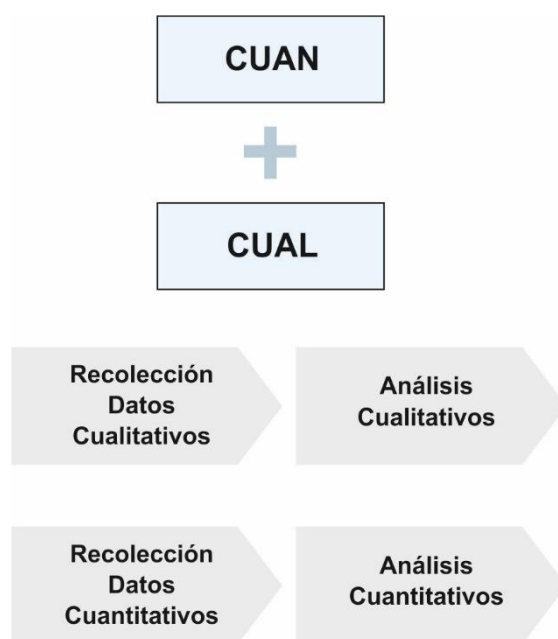 CUAN
CUAL
Recolección
Datos
Cualitativos
Análisis
Cualitativos
Recolección
Datos
Cuantitativos
Análisis
Cuantitativos